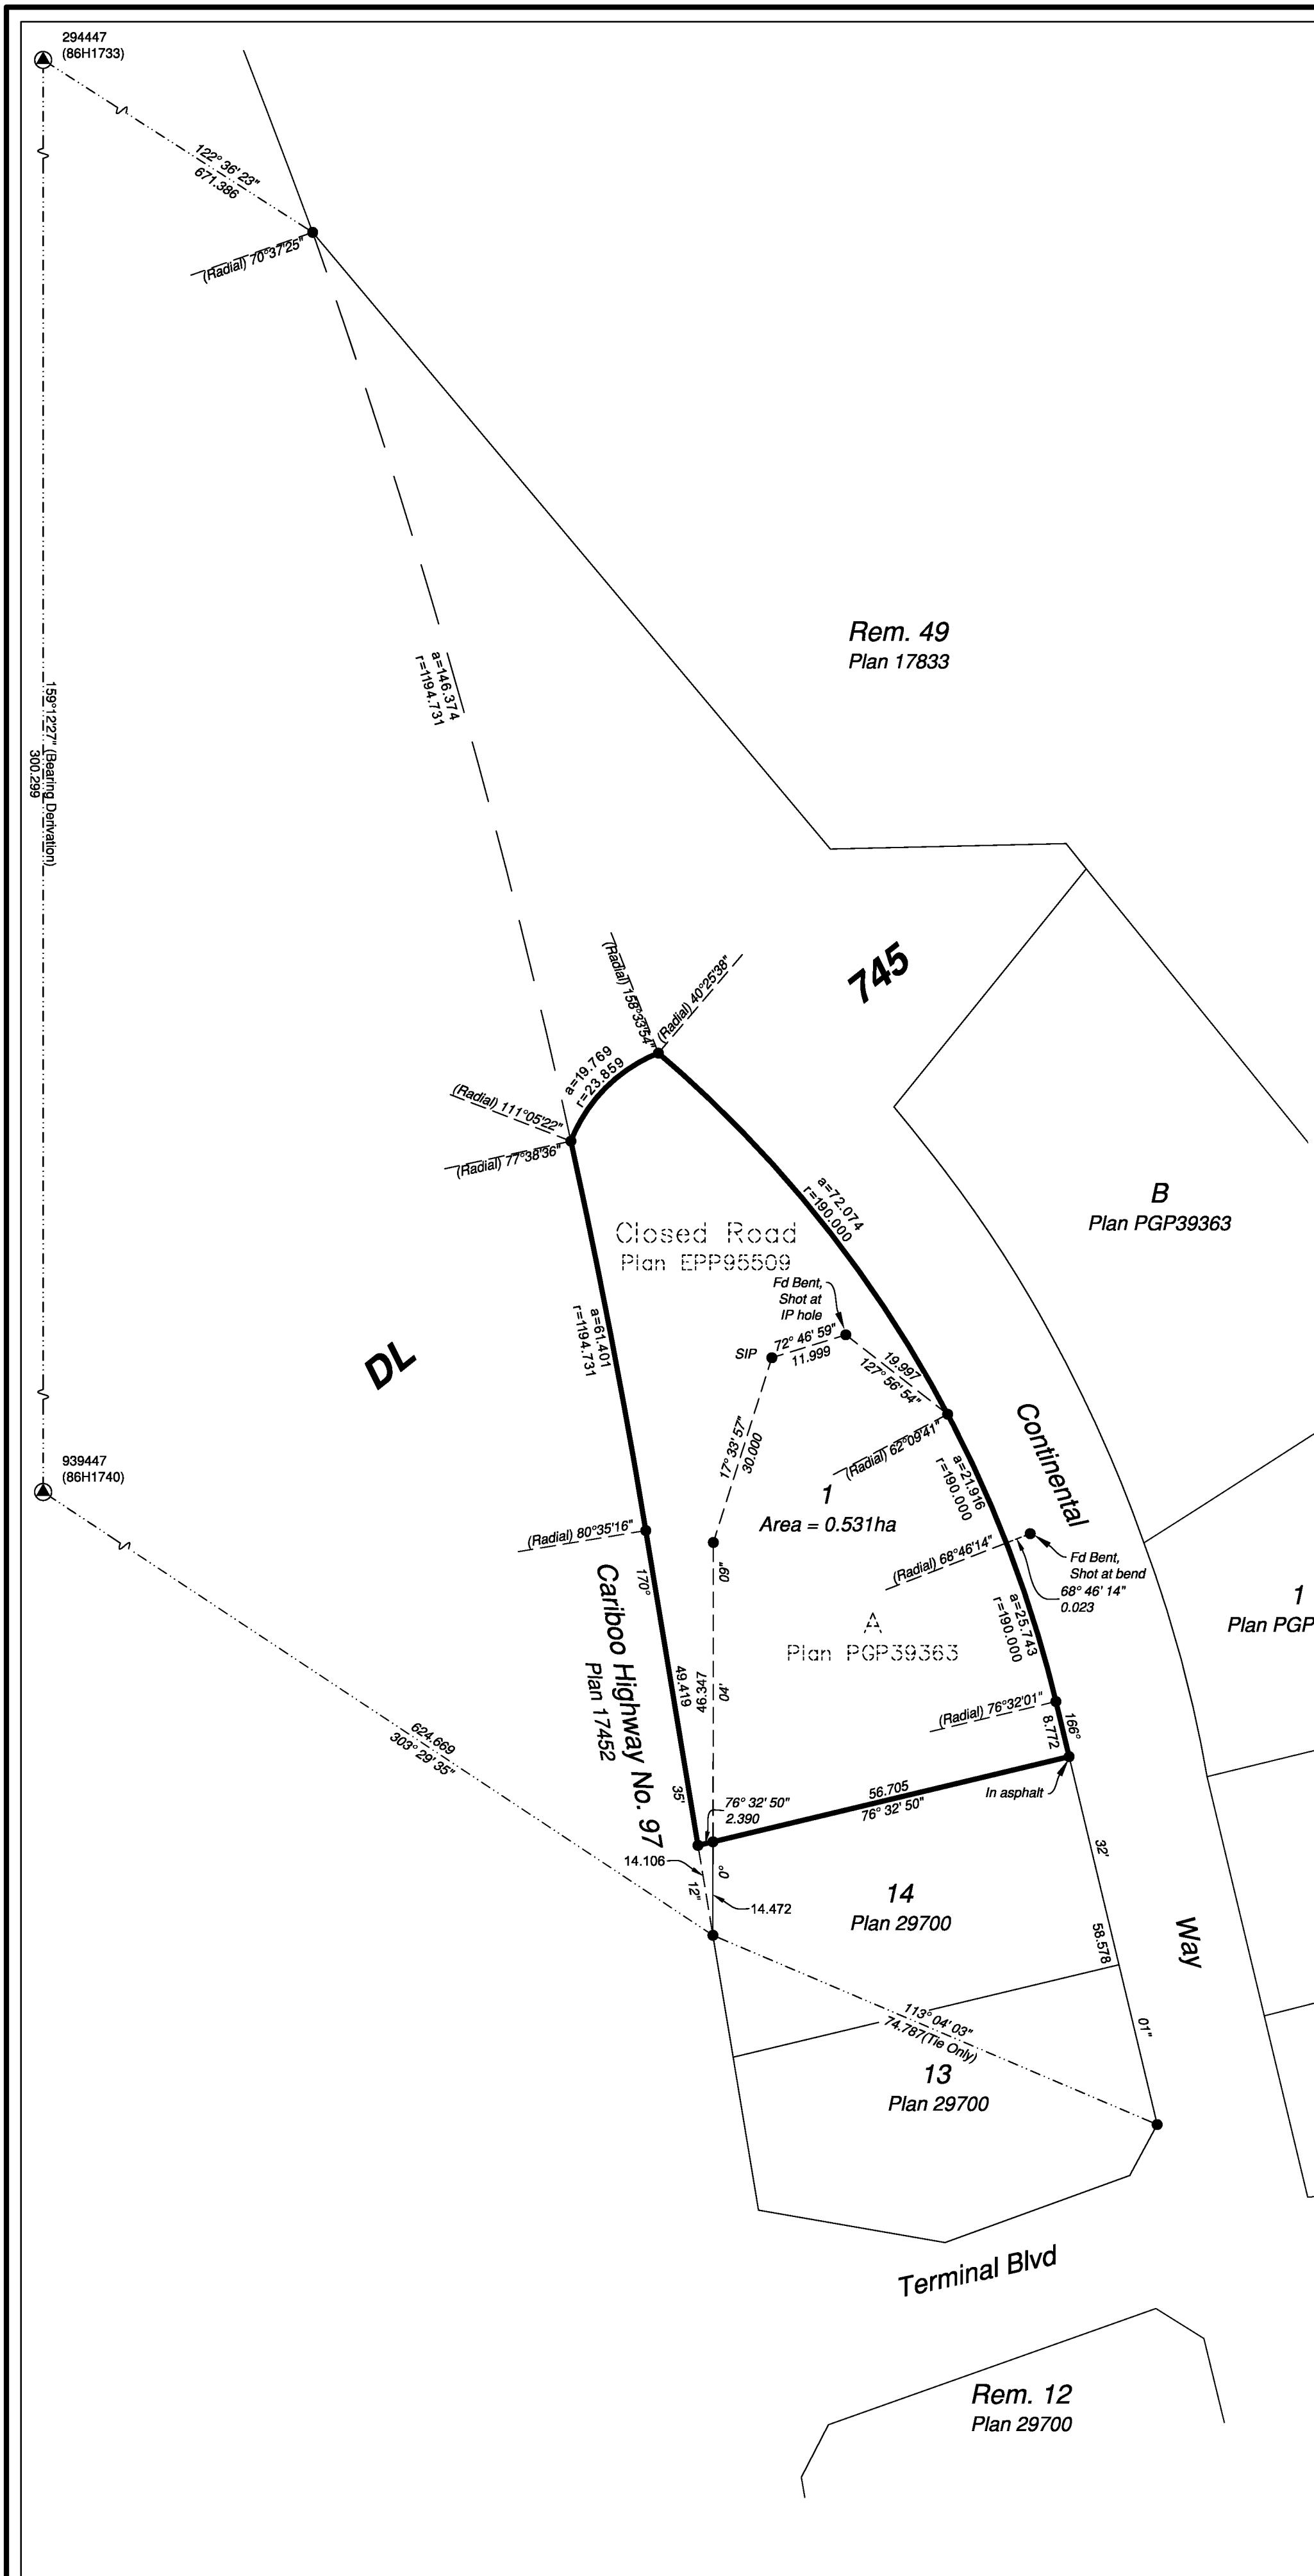 294447
(86H1733)
122° 36' 23"
671.386
(Radial) 70°37'25"
159°12'27" (Bearing Derivation)
300.299
a=146.374
r=1194.731
Rem. 49
Plan 17833
745
(Radial) 158°33'54"
(Radial) 40°25'38"
a=19.769
r=23.859
(Radial) 111°05'22"
(Radial) 77°38'36"
a=72.074
r=190.000
B
Plan PGP39363
Closed Road
Plan EPP95509
Fd Bent,
Shot at
IP hole
SIP
72° 46' 59"
11.999
19.997
127° 56' 54"
a=61.401
r=1194.731
DL
17° 33' 57"
30.000
(Radial) 62°09'41"
Continental
a=21.916
r=190.000
939447
(86H1740)
1
Area = 0.531ha
(Radial) 80°35'16"
(Radial) 68°46'14"
Fd Bent,
Shot at bend
68° 46' 14"
0.023
170°
09"
Cariboo Highway No. 97
Plan 17452
A
Plan PGP39363
a=25.743
r=190.000
1
Plan PGP
49.419
46.347
04'
(Radial) 76°32'01"
166°
8.772
624.669
303° 29' 35"
35'
76° 32' 50"
2.390
56.705
76° 32' 50"
In asphalt
14.106
0°
12"
14.472
14
Plan 29700
32'
58.578
Way
113° 04' 03"
74.787(Tie Only)
01"
13
Plan 29700
Terminal Blvd
Rem. 12
Plan 29700